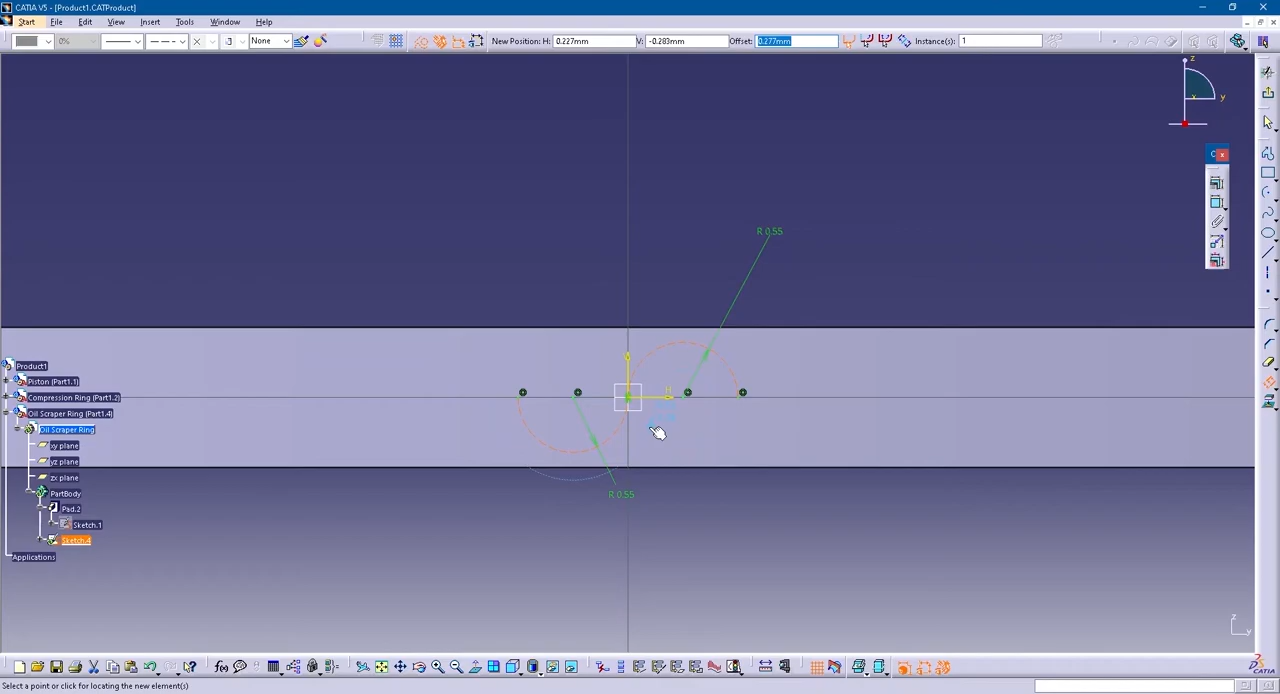 CATIA V5 - [Product1.CATProduct]
Start File Edit View Insert Tools Window Help
0% None New Position: H: 0.227mm V: -0.283mm Offset: 0.277mm Instance(s): 1
z
x y
C x
R 0.55
H
R 0.55
Product1
Piston (Part1.1)
Compression Ring (Part1.2)
Oil Scraper Ring (Part1.4)
Oil Scraper Ring
xy plane
yz plane
zx plane
PartBody
Pad.2
Sketch.1
Sketch.4
Applications
z
y
f(x)
Select a point or click for locating the new element(s)